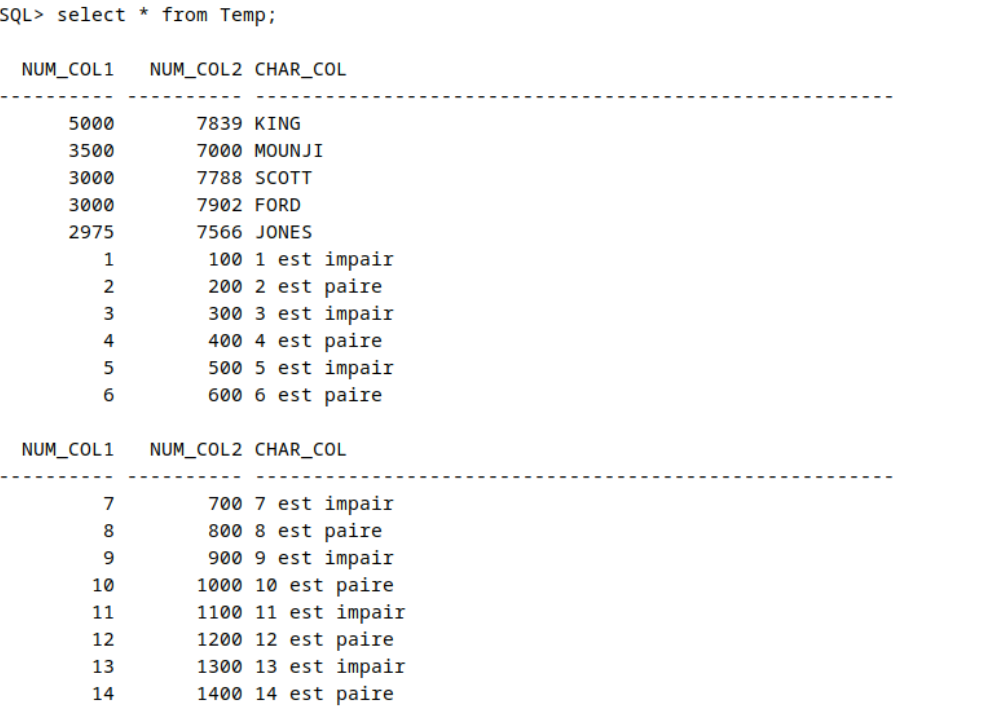 SQL> select * from Temp;
  NUM_COL1   NUM_COL2 CHAR_COL
---------- ---------- -------------------------------------------------------
      5000       7839 KING
      3500       7000 MOUNJI
      3000       7788 SCOTT
      3000       7902 FORD
      2975       7566 JONES
         1        100 1 est impair
         2        200 2 est paire
         3        300 3 est impair
         4        400 4 est paire
         5        500 5 est impair
         6        600 6 est paire
  NUM_COL1   NUM_COL2 CHAR_COL
---------- ---------- -------------------------------------------------------
         7        700 7 est impair
         8        800 8 est paire
         9        900 9 est impair
        10       1000 10 est paire
        11       1100 11 est impair
        12       1200 12 est paire
        13       1300 13 est impair
        14       1400 14 est paire